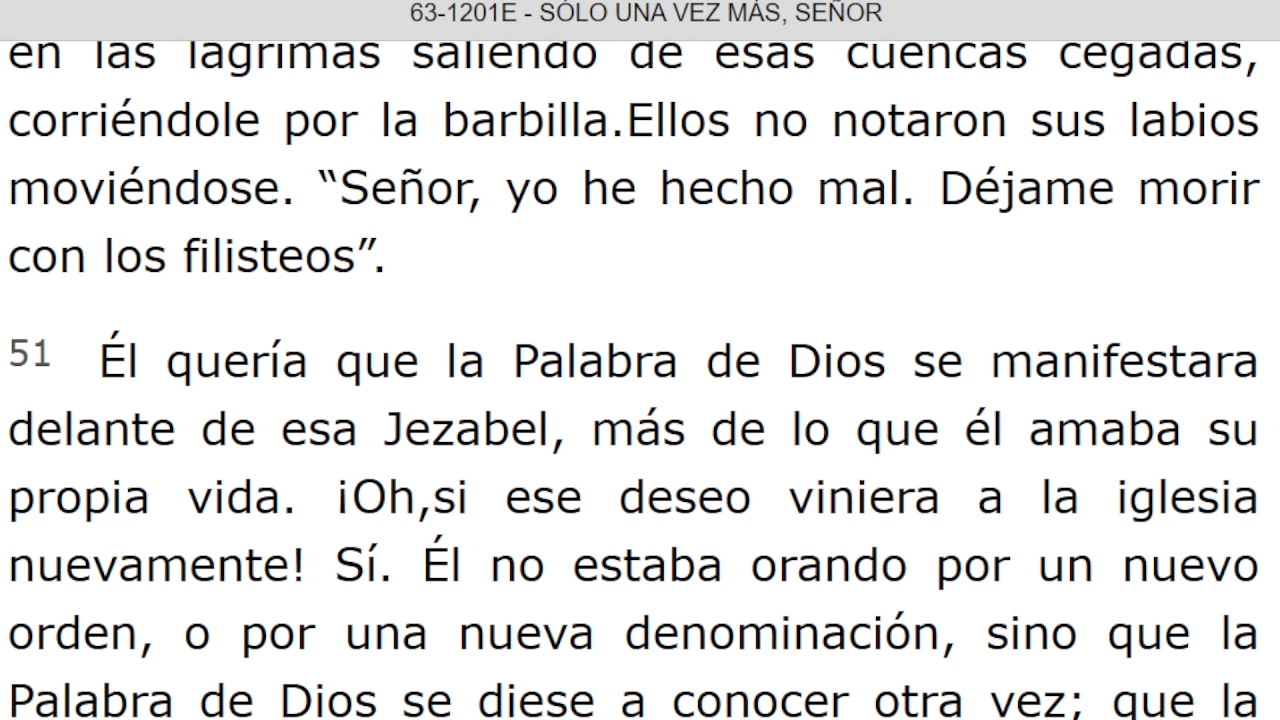 63-1201E - SÓLO UNA VEZ MÁS, SEÑOR
en las lágrimas saliendo de esas cuencas cegadas,
corriéndole por la barbilla.Ellos no notaron sus labios
moviéndose. “Señor, yo he hecho mal. Déjame morir
con los filisteos”.
51 Él quería que la Palabra de Dios se manifestara
delante de esa Jezabel, más de lo que él amaba su
propia vida. ¡Oh,si ese deseo viniera a la iglesia
nuevamente! Sí. Él no estaba orando por un nuevo
orden, o por una nueva denominación, sino que la
Palabra de Dios se diese a conocer otra vez; que la